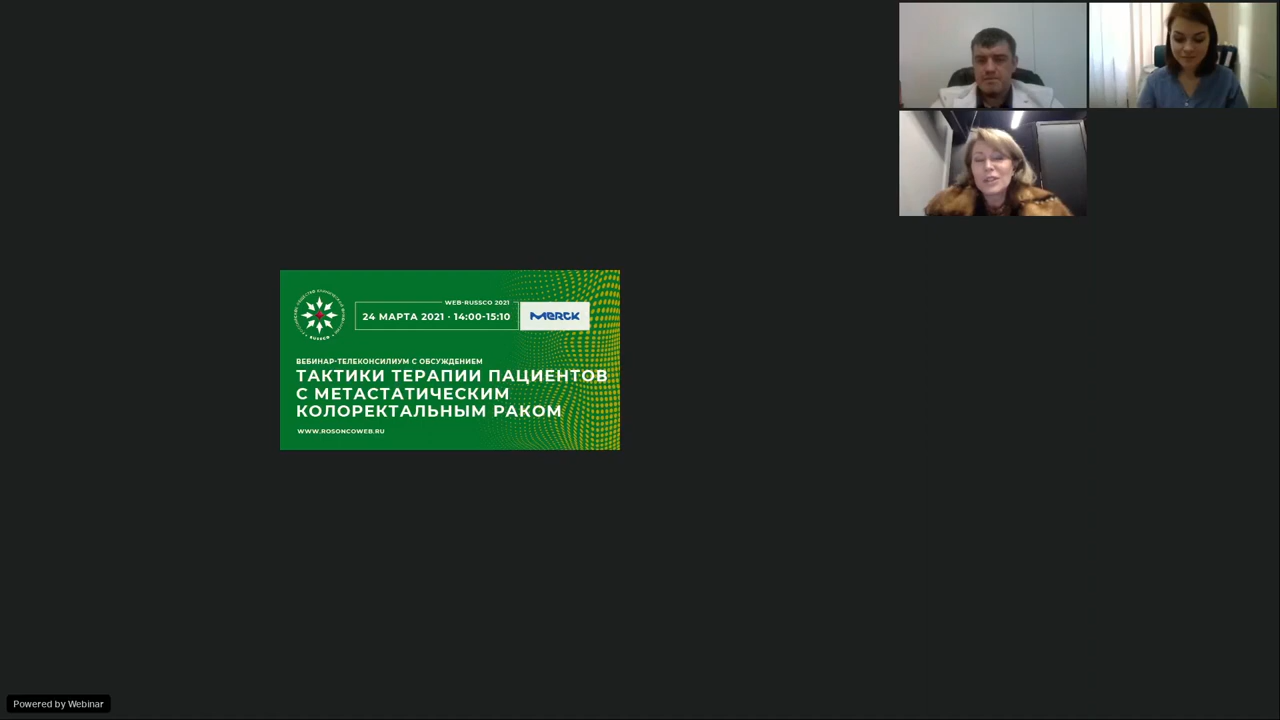 WEB-RUSSCO 2021
24 МАРТА 2021 · 14:00-15:10
MERCK
ВЕБИНАР-ТЕЛЕКОНСИЛИУМ С ОБСУЖДЕНИЕМ
ТАКТИКИ ТЕРАПИИ ПАЦИЕНТОВ
С МЕТАСТАТИЧЕСКИМ
КОЛОРЕКТАЛЬНЫМ РАКОМ
WWW.ROSONCOWEB.RU
Powered by Webinar